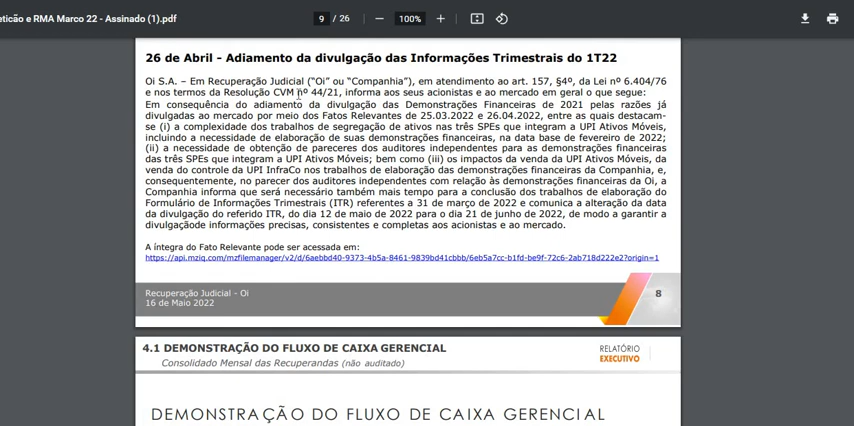 etição e RMA Marco 22 - Assinado (1).pdf
9 / 26
100%
26 de Abril - Adiamento da divulgação das Informações Trimestrais do 1T22
Oi S.A. – Em Recuperação Judicial (“Oi” ou “Companhia”), em atendimento ao art. 157, §4º, da Lei nº 6.404/76
e nos termos da Resolução CVM nº 44/21, informa aos seus acionistas e ao mercado em geral o que segue:
Em consequência do adiamento da divulgação das Demonstrações Financeiras de 2021 pelas razões já
divulgadas ao mercado por meio dos Fatos Relevantes de 25.03.2022 e 26.04.2022, entre as quais destacam-
se (i) a complexidade dos trabalhos de segregação de ativos nas três SPEs que integram a UPI Ativos Móveis,
incluindo a necessidade de elaboração de suas demonstrações financeiras, na data base de fevereiro de 2022;
(ii) a necessidade de obtenção de pareceres dos auditores independentes para as demonstrações financeiras
das três SPEs que integram a UPI Ativos Móveis; bem como (iii) os impactos da venda da UPI Ativos Móveis, da
venda do controle da UPI InfraCo nos trabalhos de elaboração das demonstrações financeiras da Companhia e,
consequentemente, no parecer dos auditores independentes com relação às demonstrações financeiras da Oi, a
Companhia informa que será necessário também mais tempo para a conclusão dos trabalhos de elaboração do
Formulário de Informações Trimestrais (ITR) referentes a 31 de março de 2022 e comunica a alteração da data
da divulgação do referido ITR, do dia 12 de maio de 2022 para o dia 21 de junho de 2022, de modo a garantir a
divulgaçãode informações precisas, consistentes e completas aos acionistas e ao mercado.
A íntegra do Fato Relevante pode ser acessada em:
https://api.mziq.com/mzfilemanager/v2/d/6aebbd40-9373-4b5a-8461-9839bd41cbbb/6eb5a7cc-b1fd-be9f-72c6-2ab718d222e2?origin=1
Recuperação Judicial - Oi
16 de Maio 2022
8
4.1 DEMONSTRAÇÃO DO FLUXO DE CAIXA GERENCIAL
Consolidado Mensal das Recuperandas (não auditado)
RELATÓRIO
EXECUTIVO
DEMONSTRAÇÃO DO FLUXO DE CAIXA GERENCIAL